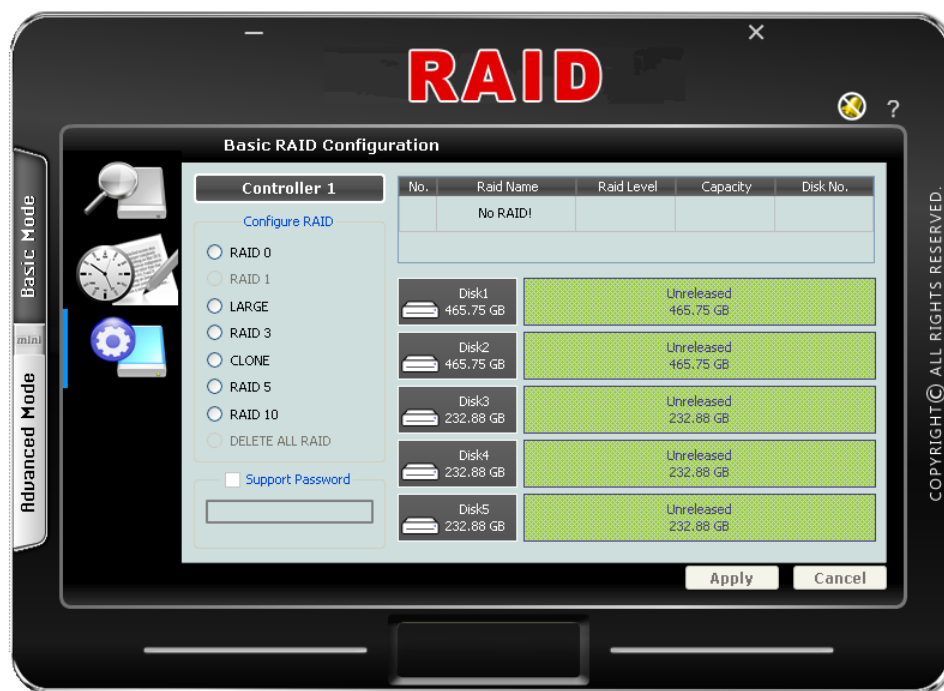 RAID
?
Basic RAID Configuration
Basic Mode
mini
Advanced Mode
Controller 1
Configure RAID
RAID 0
RAID 1
LARGE
RAID 3
CLONE
RAID 5
RAID 10
DELETE ALL RAID
Support Password
No. Raid Name Raid Level Capacity Disk No.
No RAID!
Disk1 Unreleased
465.75 GB 465.75 GB
Disk2 Unreleased
465.75 GB 465.75 GB
Disk3 Unreleased
232.88 GB 232.88 GB
Disk4 Unreleased
232.88 GB 232.88 GB
Disk5 Unreleased
232.88 GB 232.88 GB
Apply Cancel
COPYRIGHT © ALL RIGHTS RESERVED.